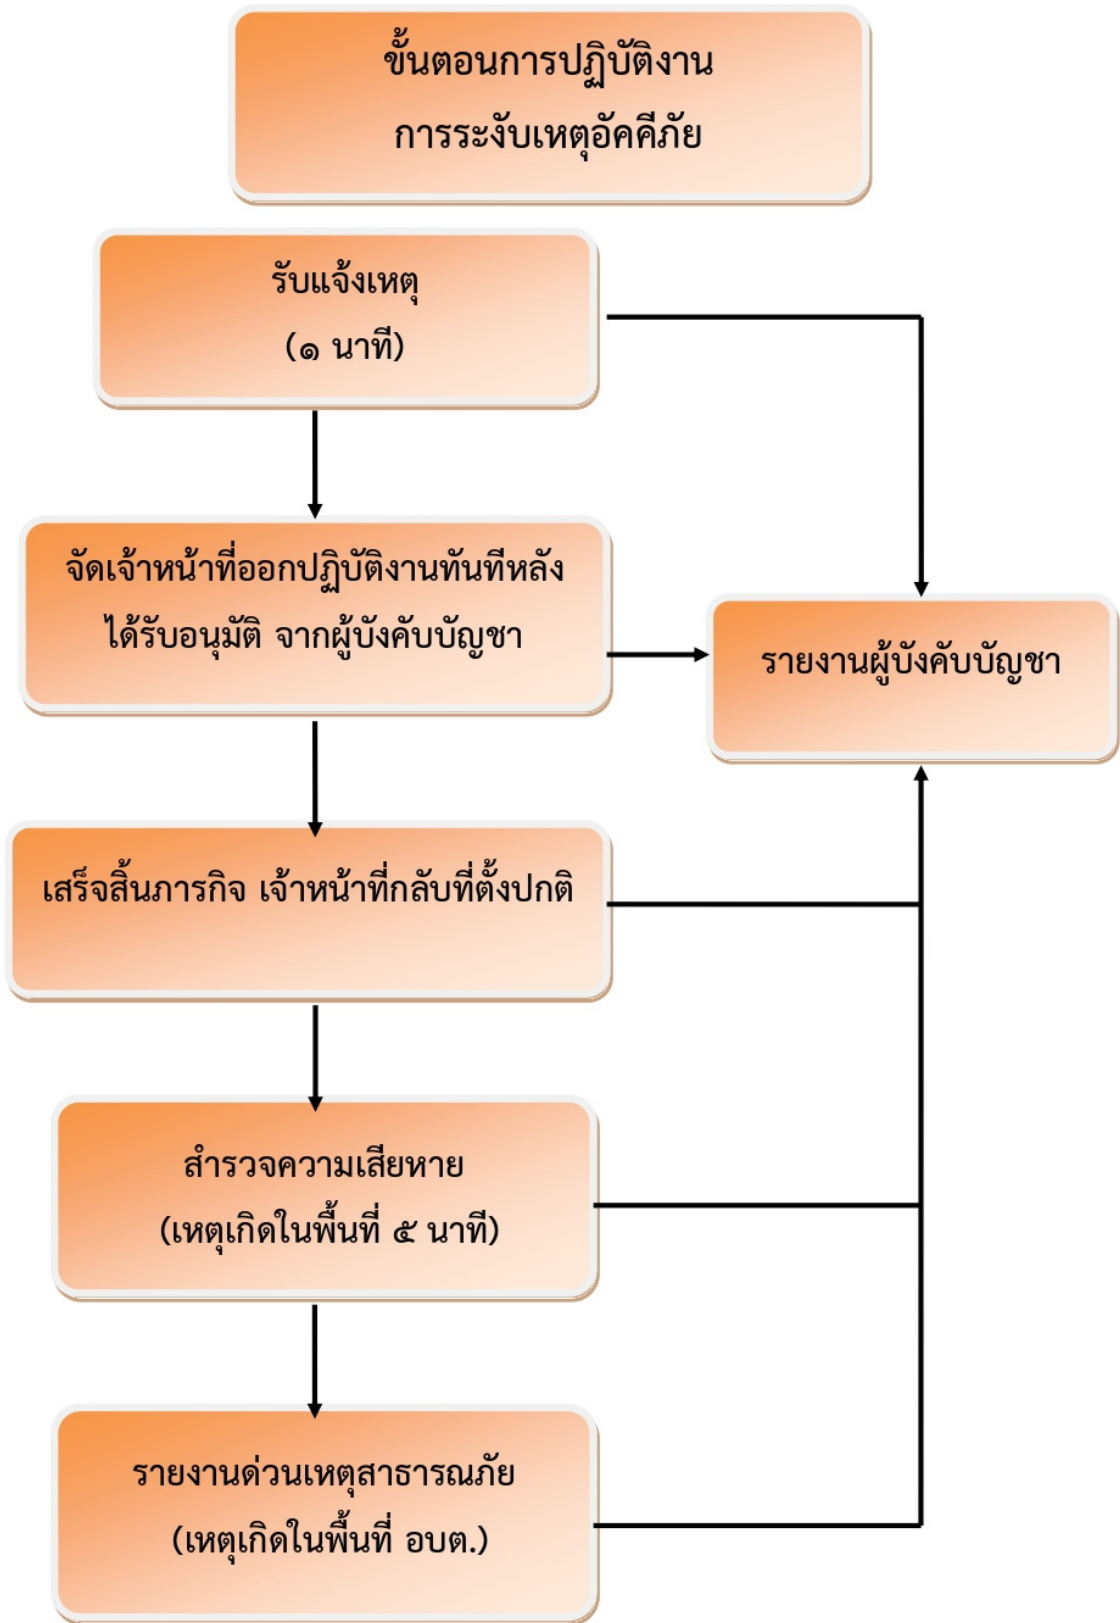 ขั้นตอนการปฏิบัติงาน
การระงับเหตุอัคคีภัย
รับแจ้งเหตุ
(๑ นาที)
จัดเจ้าหน้าที่ออกปฏิบัติงานทันทีหลัง
ได้รับอนุมัติ จากผู้บังคับบัญชา
รายงานผู้บังคับบัญชา
เสร็จสิ้นภารกิจ เจ้าหน้าที่กลับที่ตั้งปกติ
สำรวจความเสียหาย
(เหตุเกิดในพื้นที่ ๕ นาที)
รายงานด่วนเหตุสาธารณภัย
(เหตุเกิดในพื้นที่ อบต.)